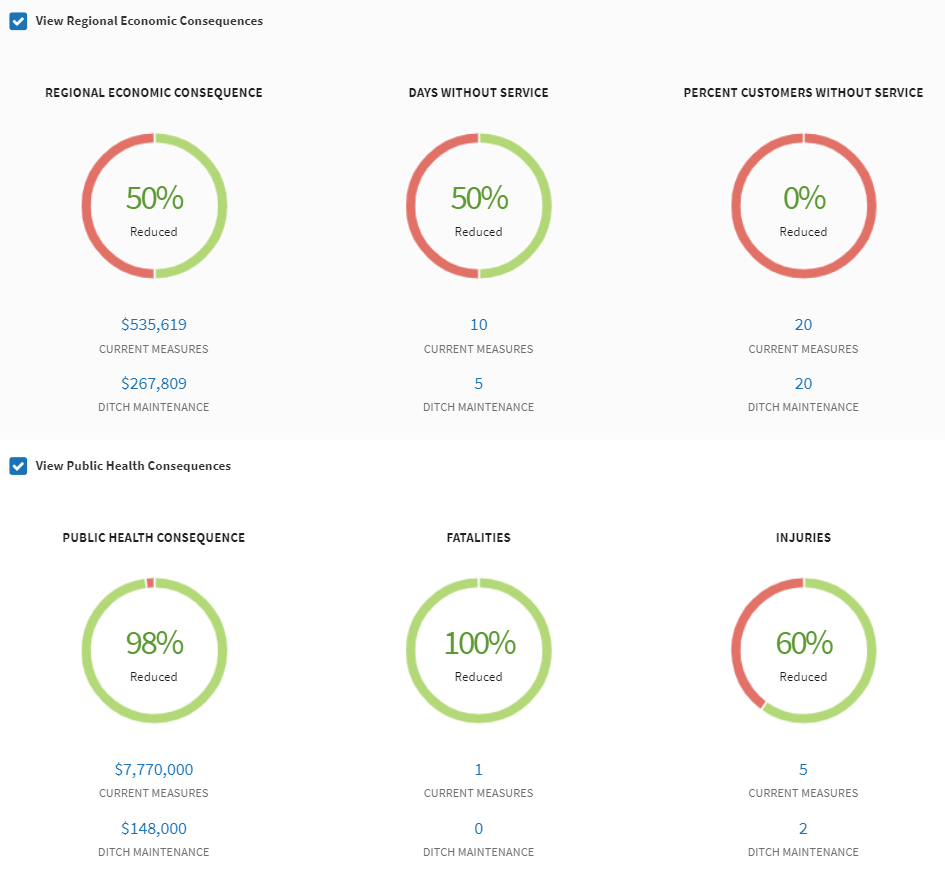 View Regional Economic Consequences
REGIONAL ECONOMIC CONSEQUENCE
DAYS WITHOUT SERVICE
PERCENT CUSTOMERS WITHOUT SERVICE
50%
Reduced
50%
Reduced
0%
Reduced
$535,619
CURRENT MEASURES
10
CURRENT MEASURES
20
CURRENT MEASURES
$267,809
DITCH MAINTENANCE
5
DITCH MAINTENANCE
20
DITCH MAINTENANCE
View Public Health Consequences
PUBLIC HEALTH CONSEQUENCE
FATALITIES
INJURIES
98%
Reduced
100%
Reduced
60%
Reduced
$7,770,000
CURRENT MEASURES
1
CURRENT MEASURES
5
CURRENT MEASURES
$148,000
DITCH MAINTENANCE
0
DITCH MAINTENANCE
2
DITCH MAINTENANCE